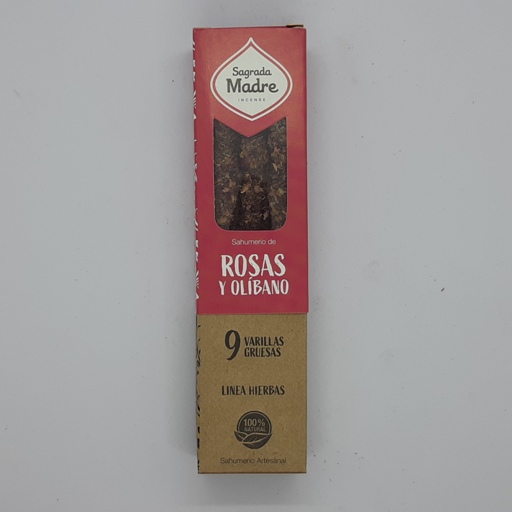 Sagrada
Madre
INCENSE
Sahumerio de
ROSAS
Y OLÍBANO
9 VARILLAS
GRUESAS
LINEA HIERBAS
100%
NATURAL
Sahumerio Artesanal